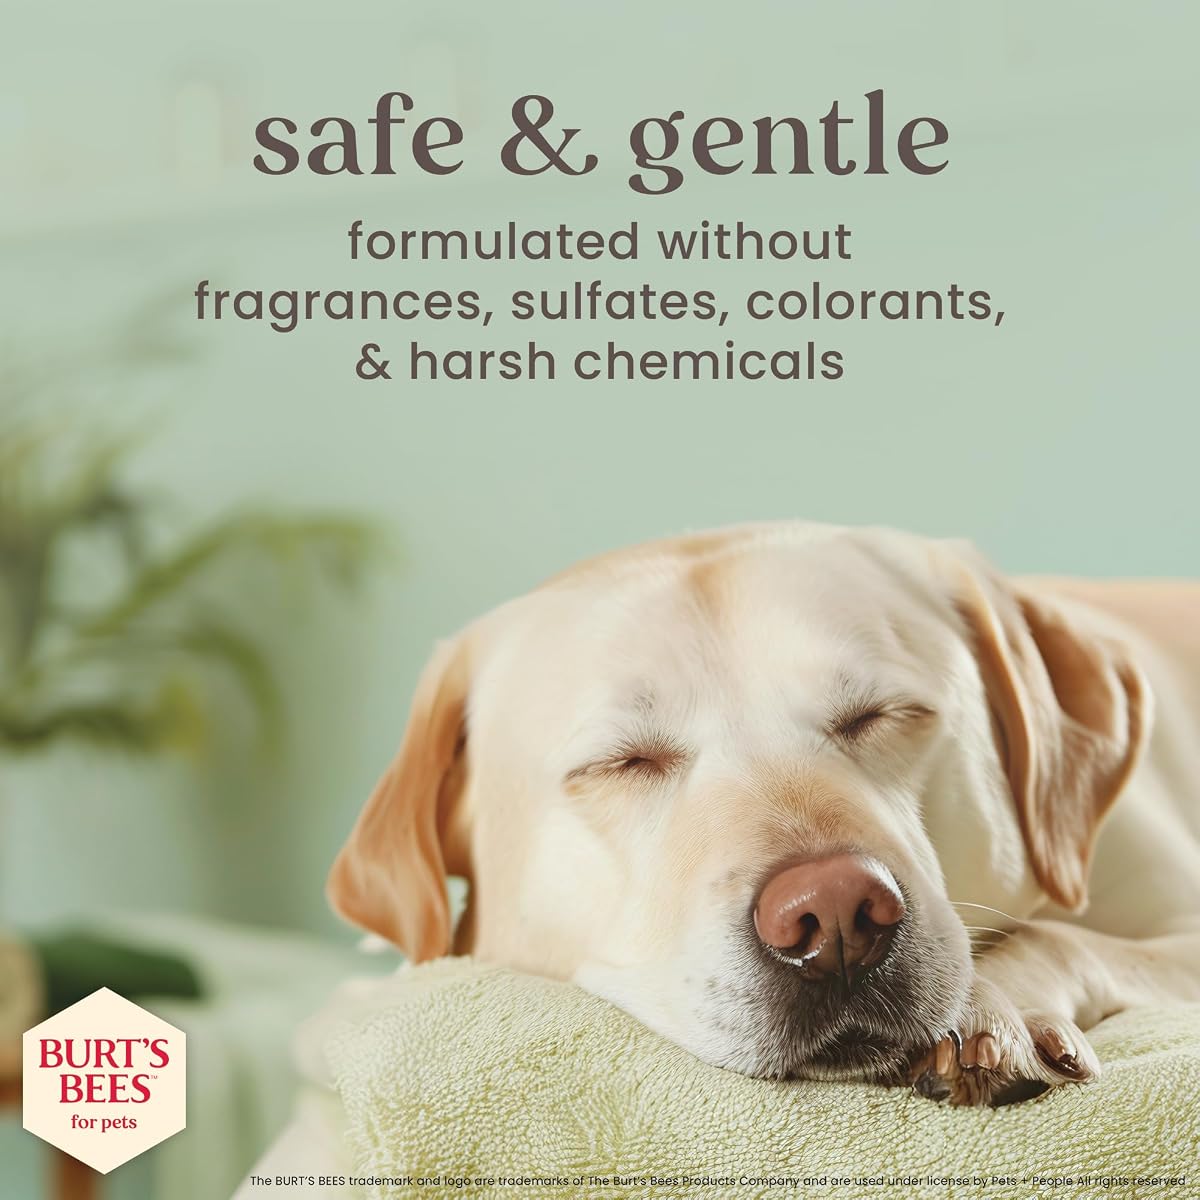 safe & gentle
formulated without
fragrances, sulfates, colorants,
& harsh chemicals
BURT'S
BEES™
for pets
The BURT'S BEES trademark and logo are trademarks of The Burt's Bees Products Company and are used under license by Pets + People All rights reserved